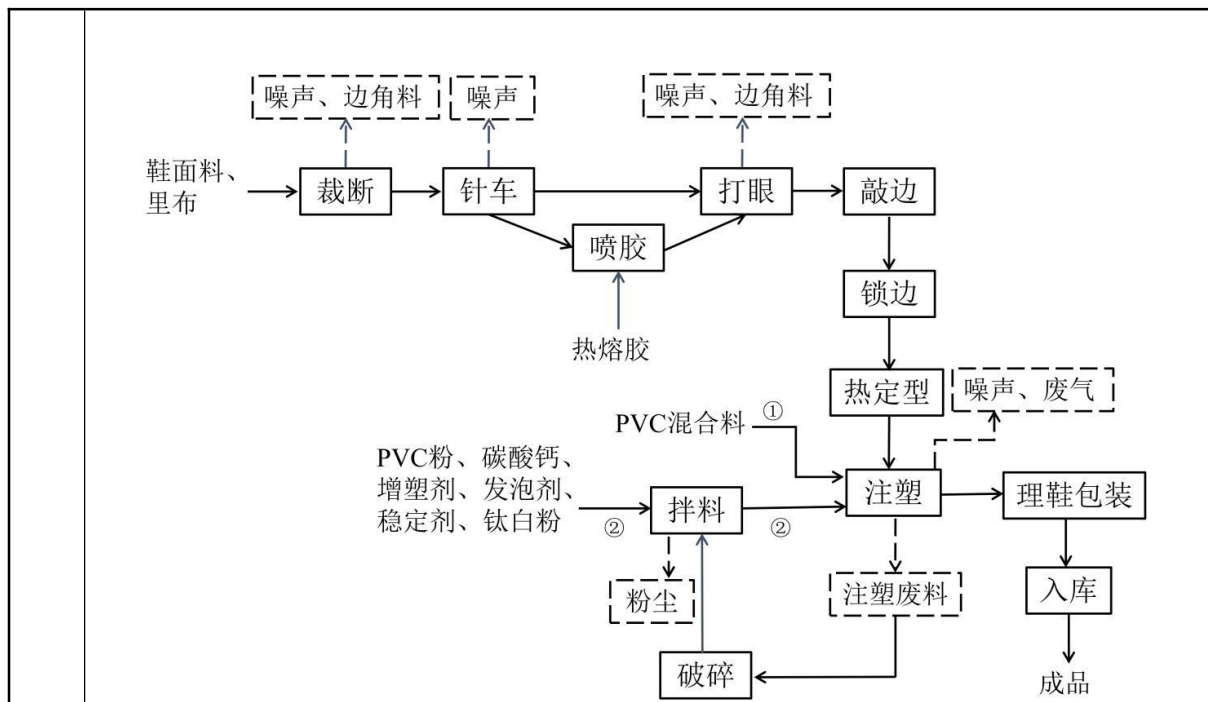 噪声、边角料
噪声
噪声、边角料
鞋面料、
里布
裁断
针车
打眼
敲边
喷胶
锁边
热熔胶
热定型
噪声、废气
PVC混合料
①
PVC粉、碳酸钙、
增塑剂、发泡剂、
稳定剂、钛白粉
②
拌料
②
注塑
理鞋包装
粉尘
注塑废料
入库
破碎
成品